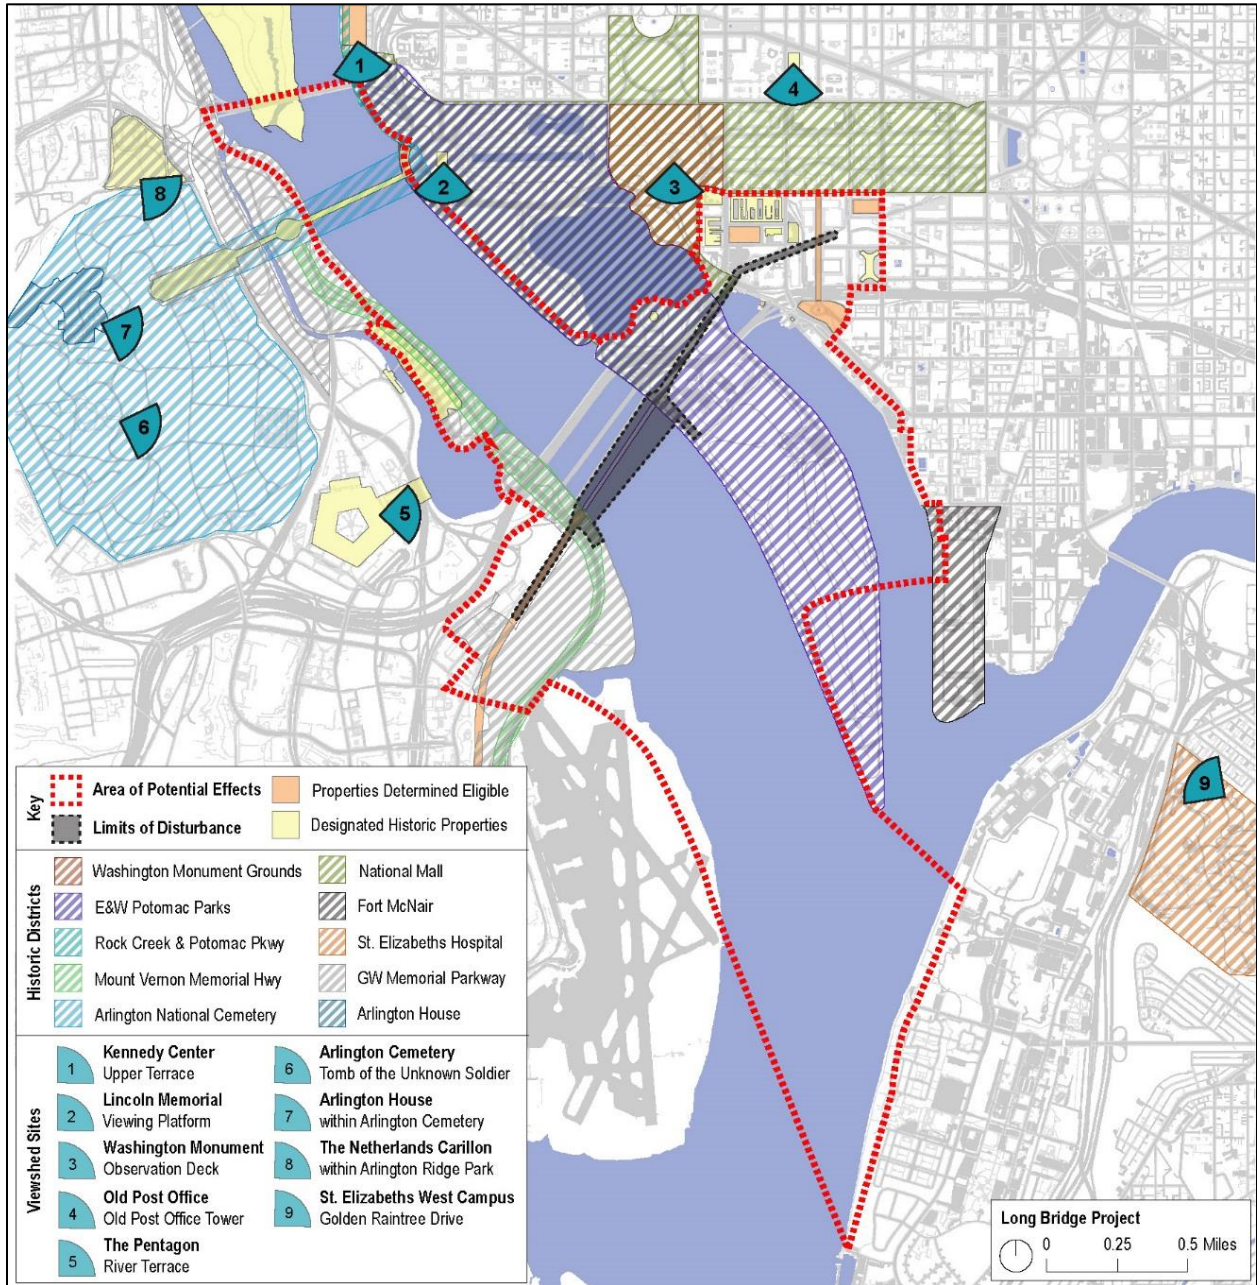 1
4
2
3
8
7
6
5
9
Key
Area of Potential Effects
Properties Determined Eligible
Limits of Disturbance
Designated Historic Properties
Historic Districts
Washington Monument Grounds
National Mall
E&W Potomac Parks
Fort McNair
Rock Creek & Potomac Pkwy
St. Elizabeths Hospital
Mount Vernon Memorial Hwy
GW Memorial Parkway
Arlington National Cemetery
Arlington House
Viewshed Sites
1
Kennedy Center
Upper Terrace
2
Lincoln Memorial
Viewing Platform
3
Washington Monument
Observation Deck
4
Old Post Office
Old Post Office Tower
5
The Pentagon
River Terrace
6
Arlington Cemetery
Tomb of the Unknown Soldier
7
Arlington House
within Arlington Cemetery
8
The Netherlands Carillon
within Arlington Ridge Park
9
St. Elizabeths West Campus
Golden Raintree Drive
Long Bridge Project
0 0.25 0.5 Miles